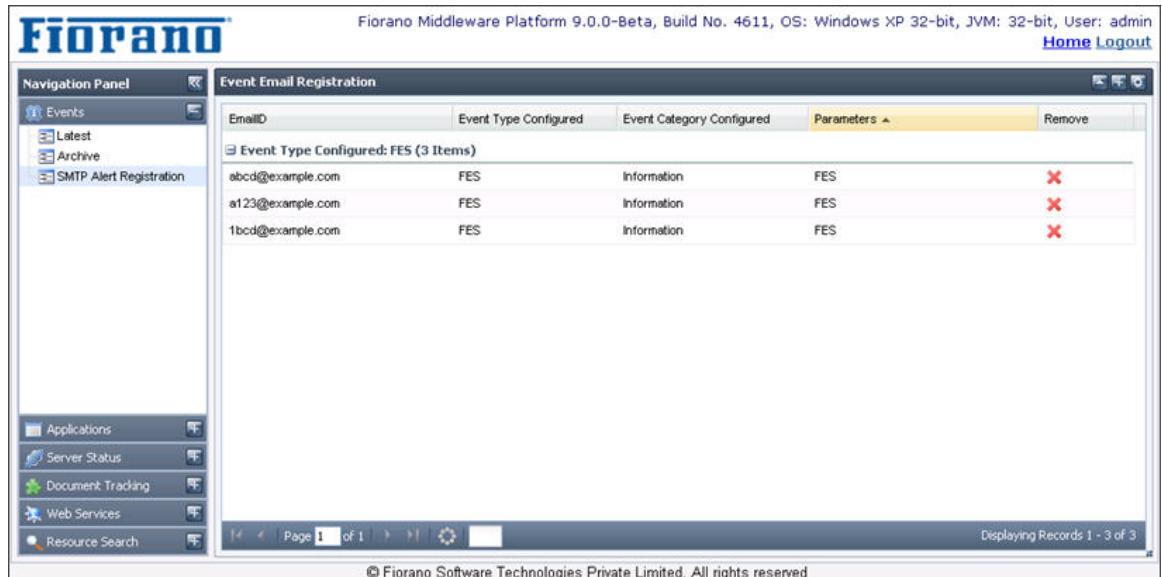 Fiorano
Fiorano Middleware Platform 9.0.0-Beta, Build No. 4611, OS: Windows XP 32-bit, JVM: 32-bit, User: admin
Home Logout
Navigation Panel
Events
Latest
Archive
SMTP Alert Registration
Applications
Server Status
Document Tracking
Web Services
Resource Search
Event Email Registration
EmailID Event Type Configured Event Category Configured Parameters Remove
Event Type Configured: FES (3 Items)
abcd@example.com FES Information FES
a123@example.com FES Information FES
1bcd@example.com FES Information FES
Page 1 of 1 Displaying Records 1 - 3 of 3
© Fiorano Software Technologies Private Limited. All rights reserved